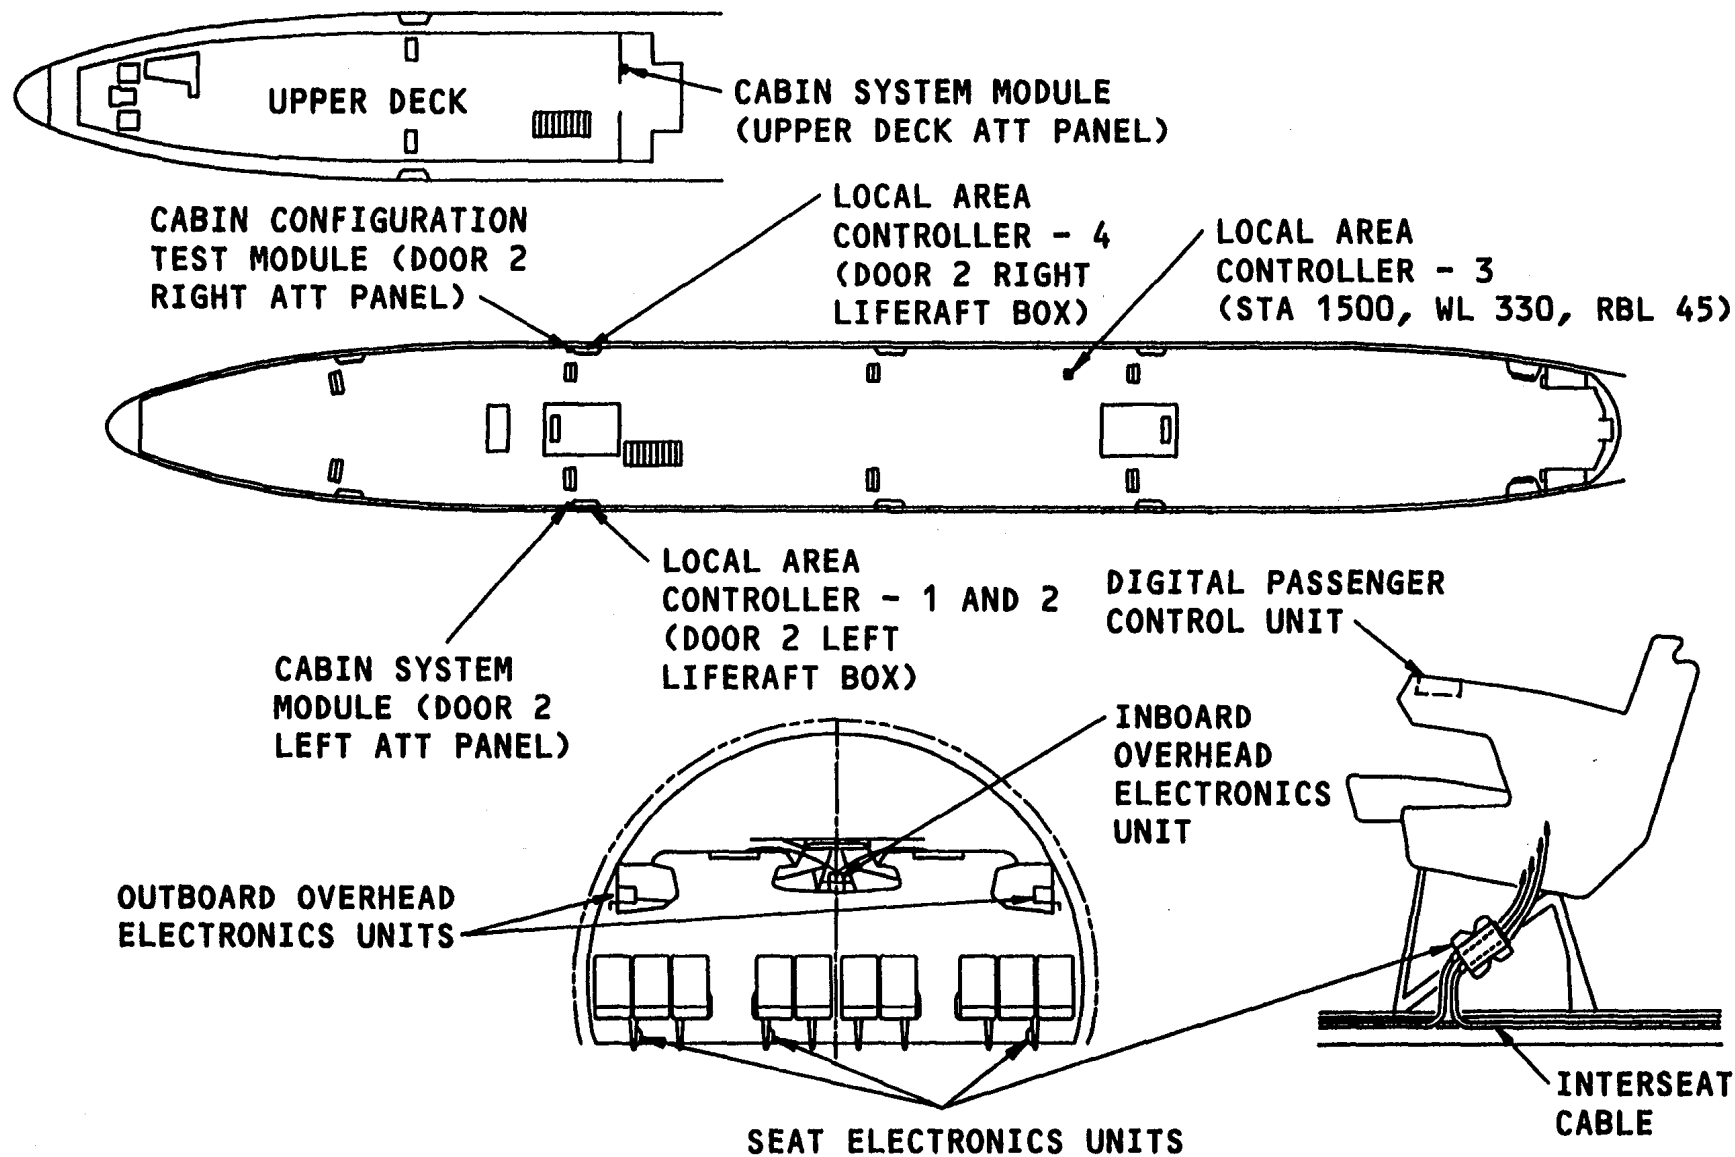 UPPER DECK
CABIN SYSTEM MODULE
(UPPER DECK ATT PANEL)
CABIN CONFIGURATION
TEST MODULE (DOOR 2
RIGHT ATT PANEL)
LOCAL AREA
CONTROLLER - 4
(DOOR 2 RIGHT
LIFERAFT BOX)
LOCAL AREA
CONTROLLER - 3
(STA 1500, WL 330, RBL 45)
LOCAL AREA
CONTROLLER - 1 AND 2
(DOOR 2 LEFT
LIFERAFT BOX)
CABIN SYSTEM
MODULE (DOOR 2
LEFT ATT PANEL)
DIGITAL PASSENGER
CONTROL UNIT
INBOARD
OVERHEAD
ELECTRONICS
UNIT
OUTBOARD OVERHEAD
ELECTRONICS UNITS
SEAT ELECTRONICS UNITS
INTERSEAT
CABLE